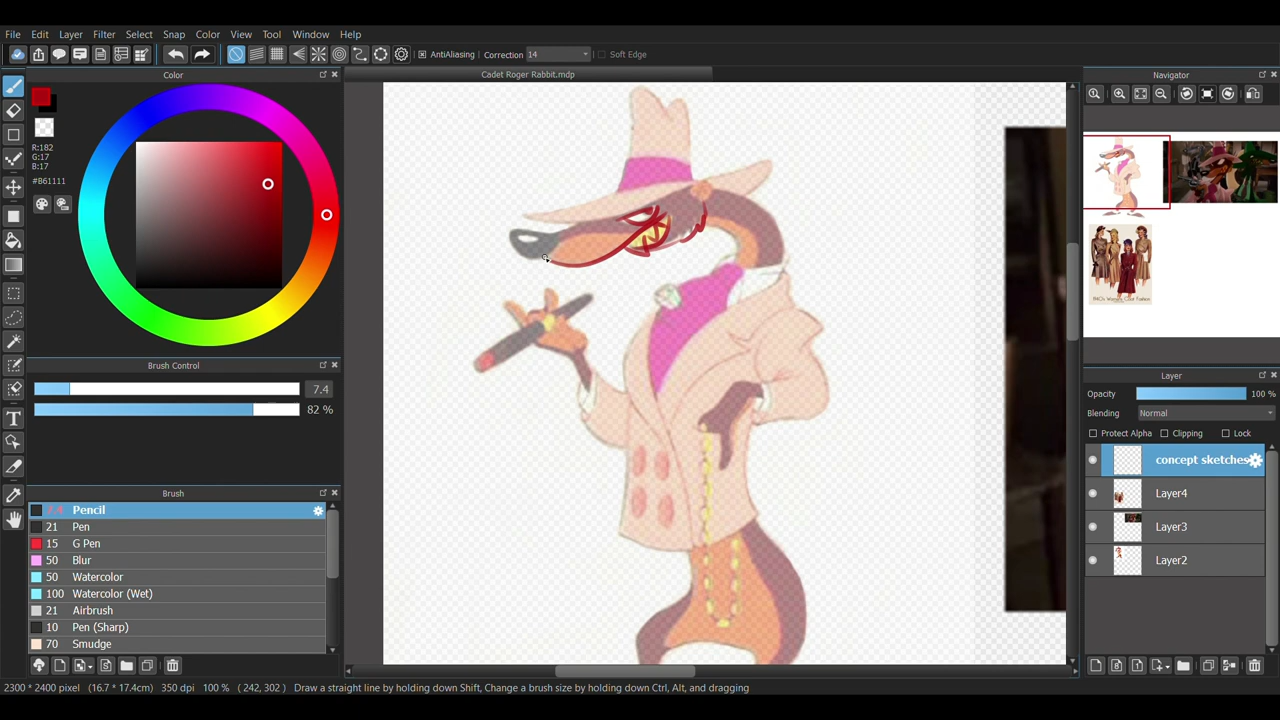 File Edit Layer Filter Select Snap Color View Tool Window Help
AntiAliasing Correction 14 Soft Edge
Color
Cadet Roger Rabbit.mdp
Navigator
R:182
G:17
B:17
#B61111
Brush Control
7.4
82 %
Layer
Opacity 100 %
Blending Normal
Protect Alpha Clipping Lock
concept sketches
Layer4
Layer3
Layer2
Brush
7.4 Pencil
21 Pen
15 G Pen
50 Blur
50 Watercolor
100 Watercolor (Wet)
21 Airbrush
10 Pen (Sharp)
70 Smudge
2300 * 2400 pixel (16.7 * 17.4cm) 350 dpi 100 % ( 242, 302 ) Draw a straight line by holding down Shift, Change a brush size by holding down Ctrl, Alt, and dragging